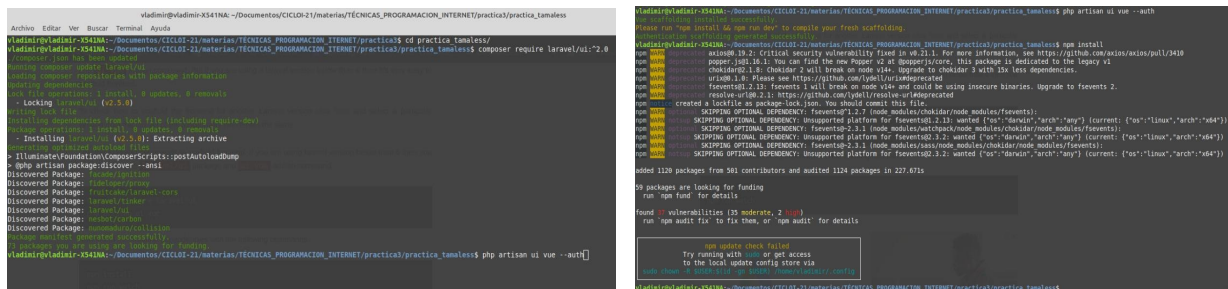 vladimir@vladimir-X541NA: ~/Documentos/CICLOI-21/materias/TÉCNICAS_PROGRAMACION_ITERNET/practica3/practica_tamaless
Archivo Editar Ver Buscar Terminal Ayuda
vladimir@vladimir-X541NA:~/Documentos/CICLOI-21/materias/TÉCNICAS_PROGRAMACION_ITERNET/practica3$ cd practica_tamaless/
vladimir@vladimir-X541NA:~/Documentos/CICLOI-21/materias/TÉCNICAS_PROGRAMACION_ITERNET/practica3/practica_tamaless$ composer require laravel/ui:^2.0
./composer.json has been updated
Running composer update laravel/ui
Loading composer repositories with package information
Updating dependencies
Lock file operations: 1 install, 0 updates, 0 removals
- Locking laravel/ui (v2.5.0)
Writing lock file
Installing dependencies from lock file (including require-dev)
Package operations: 1 install, 0 updates, 0 removals
- Installing laravel/ui (v2.5.0): Extracting archive
Generating optimized autoload files
> Illuminate\Foundation\ComposerScripts::postAutoloadDump
> @php artisan package:discover --ansi
Discovered Package: facade/ignition
Discovered Package: fideloper/proxy
Discovered Package: fruitcake/laravel-cors
Discovered Package: laravel/tinker
Discovered Package: laravel/ui
Discovered Package: nesbot/carbon
Discovered Package: nunomaduro/collision
Package manifest generated successfully.
73 packages you are using are looking for funding.
vladimir@vladimir-X541NA:~/Documentos/CICLOI-21/materias/TÉCNICAS_PROGRAMACION_ITERNET/practica3/practica_tamaless$ php artisan ui vue --auth
vladimir@vladimir-X541NA:~/Documentos/CICLOI-21/materias/TÉCNICAS_PROGRAMACION_ITERNET/practica3/practica_tamaless$ php artisan ui vue --auth
Vue scaffolding installed successfully.
Please run "npm install && npm run dev" to compile your fresh scaffolding.
Authentication scaffolding generated successfully.
vladimir@vladimir-X541NA:~/Documentos/CICLOI-21/materias/TÉCNICAS_PROGRAMACION_ITERNET/practica3/practica_tamaless$ npm install
npm WARN deprecated axios@0.19.2: Critical security vulnerability fixed in v0.21.1. For more information, see https://github.com/axios/axios/pull/3410
npm WARN deprecated popper.js@1.16.1: You can find the new Popper v2 at @popperjs/core, this package is dedicated to the legacy v1
npm WARN deprecated chokidar@2.1.8: Chokidar 2 will break on node v14+. Upgrade to chokidar 3 with 15x less dependencies.
npm WARN deprecated urix@0.1.0: Please see https://github.com/lydell/urix#deprecated
npm WARN deprecated fsevents@1.2.13: fsevents 1 will break on node v14+ and could be using insecure binaries. Upgrade to fsevents 2.
npm WARN deprecated resolve-url@0.2.1: https://github.com/lydell/resolve-url#deprecated
npm notice created a lockfile as package-lock.json. You should commit this file.
npm WARN optional SKIPPING OPTIONAL DEPENDENCY: fsevents@^1.2.7 (node_modules/chokidar/node_modules/fsevents):
npm WARN notsup SKIPPING OPTIONAL DEPENDENCY: Unsupported platform for fsevents@1.2.13: wanted {"os":"darwin","arch":"any"} (current: {"os":"linux","arch":"x64"})
npm WARN optional SKIPPING OPTIONAL DEPENDENCY: fsevents@~2.3.1 (node_modules/watchpack/node_modules/chokidar/node_modules/fsevents):
npm WARN notsup SKIPPING OPTIONAL DEPENDENCY: Unsupported platform for fsevents@2.3.2: wanted {"os":"darwin","arch":"any"} (current: {"os":"linux","arch":"x64"})
npm WARN optional SKIPPING OPTIONAL DEPENDENCY: fsevents@~2.3.1 (node_modules/sass/node_modules/chokidar/node_modules/fsevents):
npm WARN notsup SKIPPING OPTIONAL DEPENDENCY: Unsupported platform for fsevents@2.3.2: wanted {"os":"darwin","arch":"any"} (current: {"os":"linux","arch":"x64"})
added 1120 packages from 501 contributors and audited 1124 packages in 227.671s
59 packages are looking for funding
run `npm fund` for details
found 37 vulnerabilities (35 moderate, 2 high)
run `npm audit fix` to fix them, or `npm audit` for details
npm update check failed
Try running with sudo or get access
to the local update config store via
sudo chown -R $USER:$(id -gn $USER) /home/vladimir/.config
vladimir@vladimir-X541NA:~/Documentos/CICLOI-21/materias/TÉCNICAS_PROGRAMACION_ITERNET/practica3/practica_tamaless$